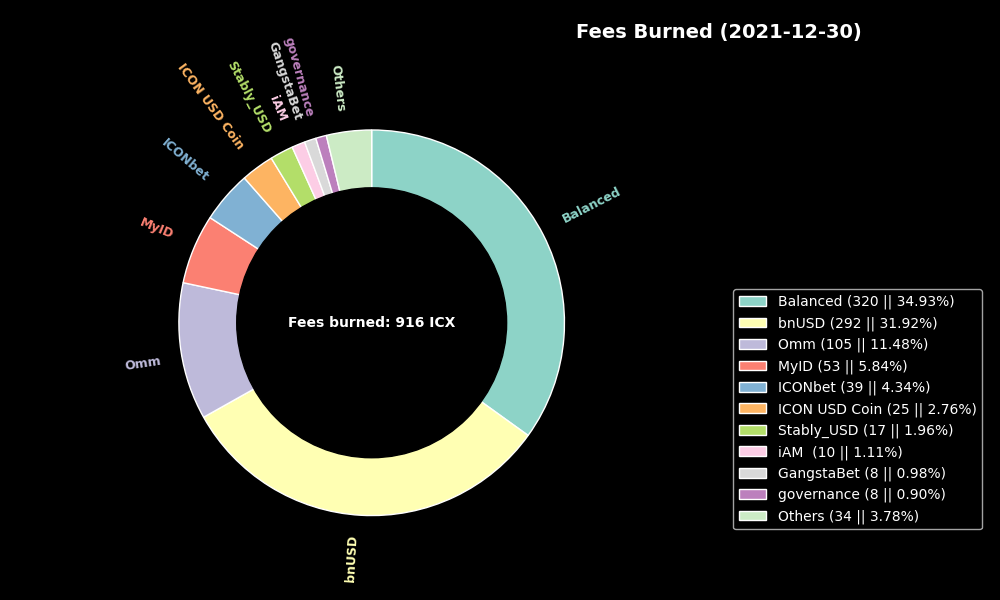 Fees Burned (2021-12-30)
governance
GangstaBet
Others
iAM
Stably_USD
ICON USD Coin
ICONbet
MyID
Omm
bnUSD
Balanced
Fees burned: 916 ICX
Balanced (320 || 34.93%)
bnUSD (292 || 31.92%)
Omm (105 || 11.48%)
MyID (53 || 5.84%)
ICONbet (39 || 4.34%)
ICON USD Coin (25 || 2.76%)
Stably_USD (17 || 1.96%)
iAM  (10 || 1.11%)
GangstaBet (8 || 0.98%)
governance (8 || 0.90%)
Others (34 || 3.78%)